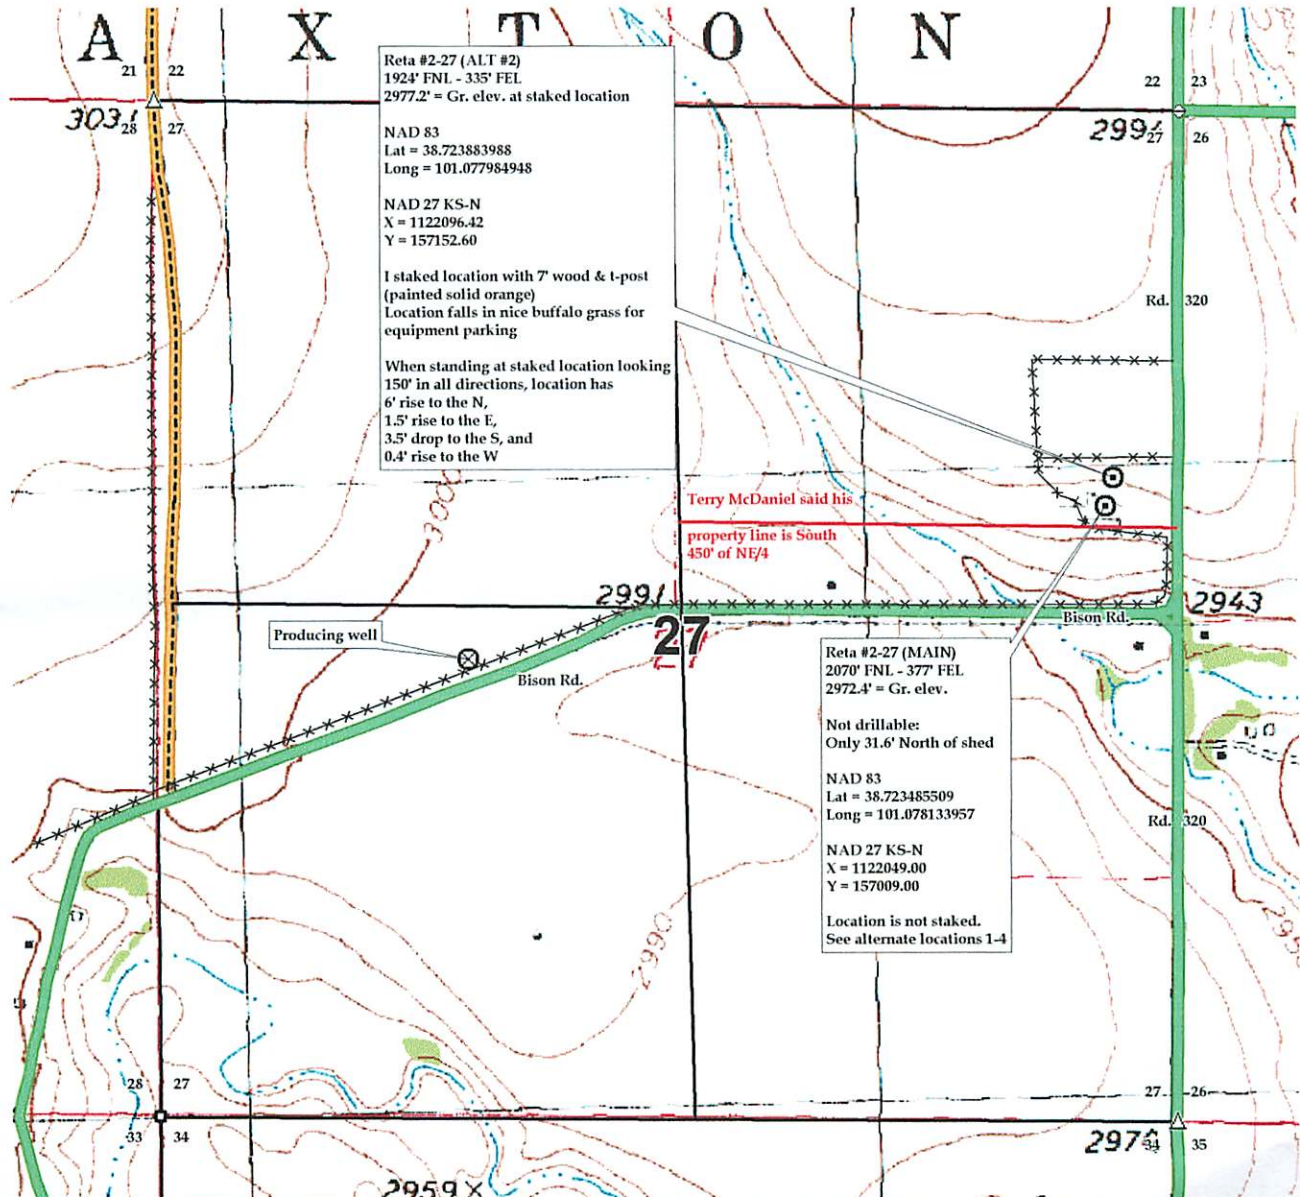 A X T O N
21 22
22 23
3031
28 27
2994
27 26
Reta #2-27 (ALT #2)
1924' FNL - 335' FEL
2977.2' = Gr. elev. at staked location
NAD 83
Lat = 38.723883988
Long = 101.077984948
NAD 27 KS-N
X = 1122096.42
Y = 157152.60
I staked location with 7' wood & t-post
(painted solid orange)
Location falls in nice buffalo grass for
equipment parking
When standing at staked location looking
150' in all directions, location has
6' rise to the N,
1.5' rise to the E,
3.5' drop to the S, and
0.4' rise to the W
Rd. 320
3000
Terry McDaniel said his
property line is South
450' of NE/4
2991
2943
Bison Rd.
27
Producing well
Bison Rd.
Reta #2-27 (MAIN)
2070' FNL - 377' FEL
2972.4' = Gr. elev.
Not drillable:
Only 31.6' North of shed
NAD 83
Lat = 38.723485509
Long = 101.078133957
NAD 27 KS-N
X = 1122049.00
Y = 157009.00
Location is not staked.
See alternate locations 1-4
Rd. 320
2990
28 27
27 26
33 34
34 35
2959